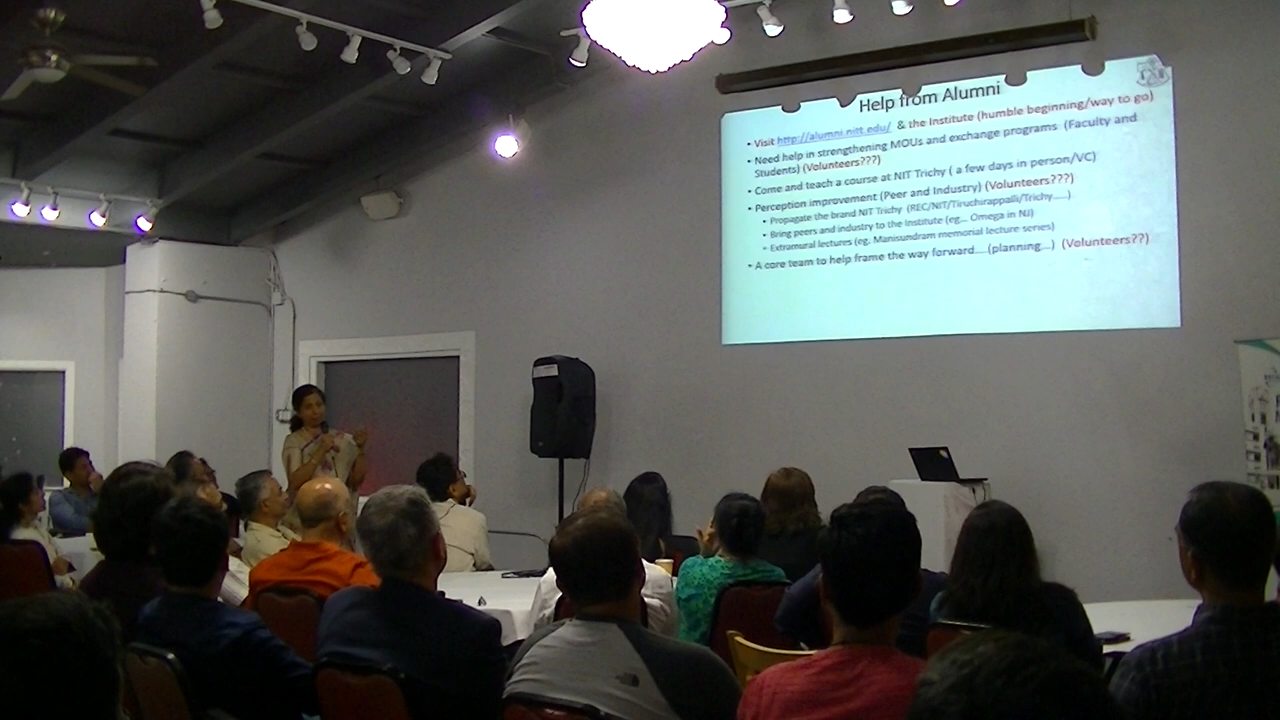 Help from Alumni
• Visit http://alumni.nitt.edu/ & the Institute (humble beginning/way to go)
• Need help in strengthening MOUs and exchange programs (Faculty and
Students) (Volunteers???)
• Come and teach a course at NIT Trichy ( a few days in person/VC)
• Perception improvement (Peer and Industry) (Volunteers???)
• Propagate the brand NIT Trichy (REC/NIT/Tiruchirappalli/Trichy.....)
• Bring peers and industry to the Institute (eg... Omega in NJ)
• Extramural lectures (eg. Manisundram memorial lecture series)
• A core team to help frame the way forward....(planning...) (Volunteers??)